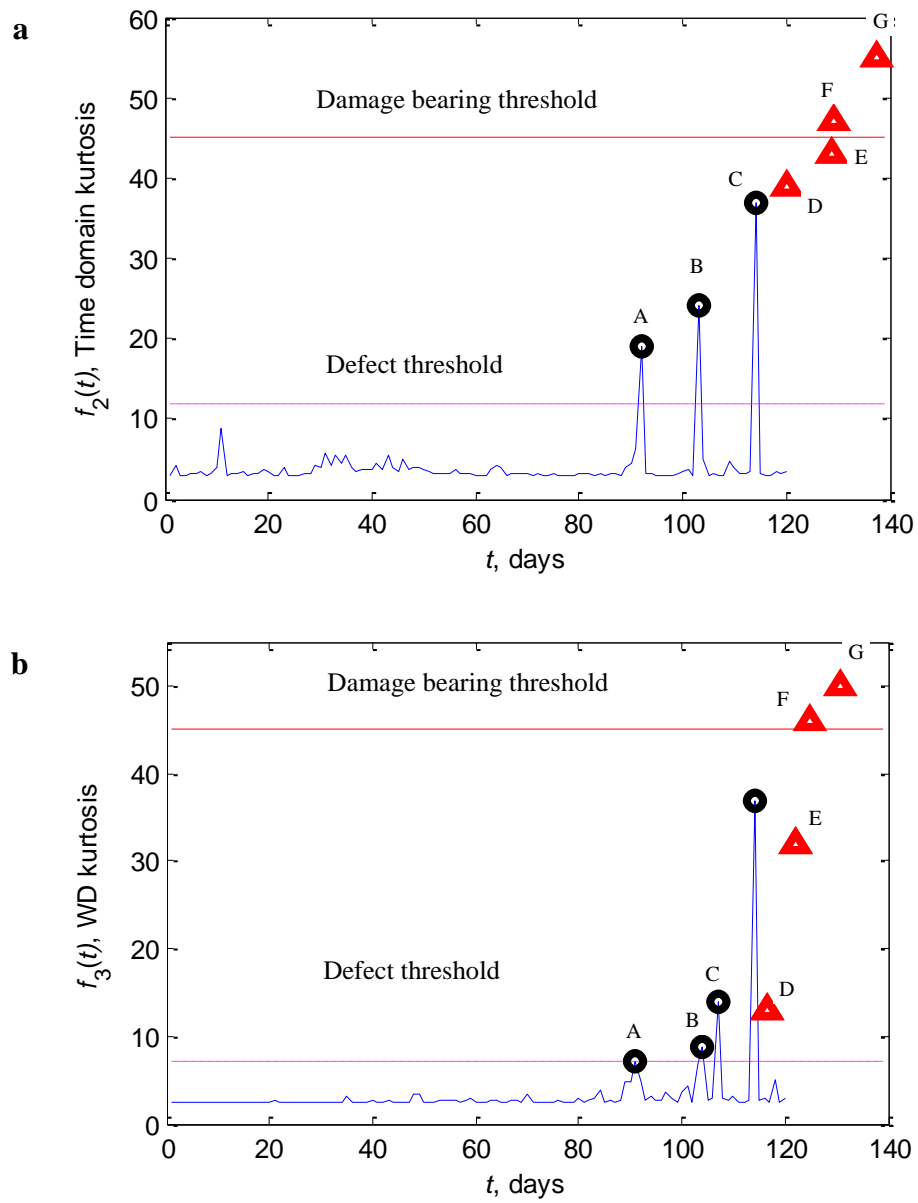 a
60
50
40
30
20
10
0
f2(t), Time domain kurtosis
Damage bearing threshold
Defect threshold
A
B
C
D
E
F
G
0 20 40 60 80 100 120 140
t, days
b
50
40
30
20
10
0
f3(t), WD kurtosis
Damage bearing threshold
Defect threshold
A
B
C
D
E
F
G
0 20 40 60 80 100 120 140
t, days